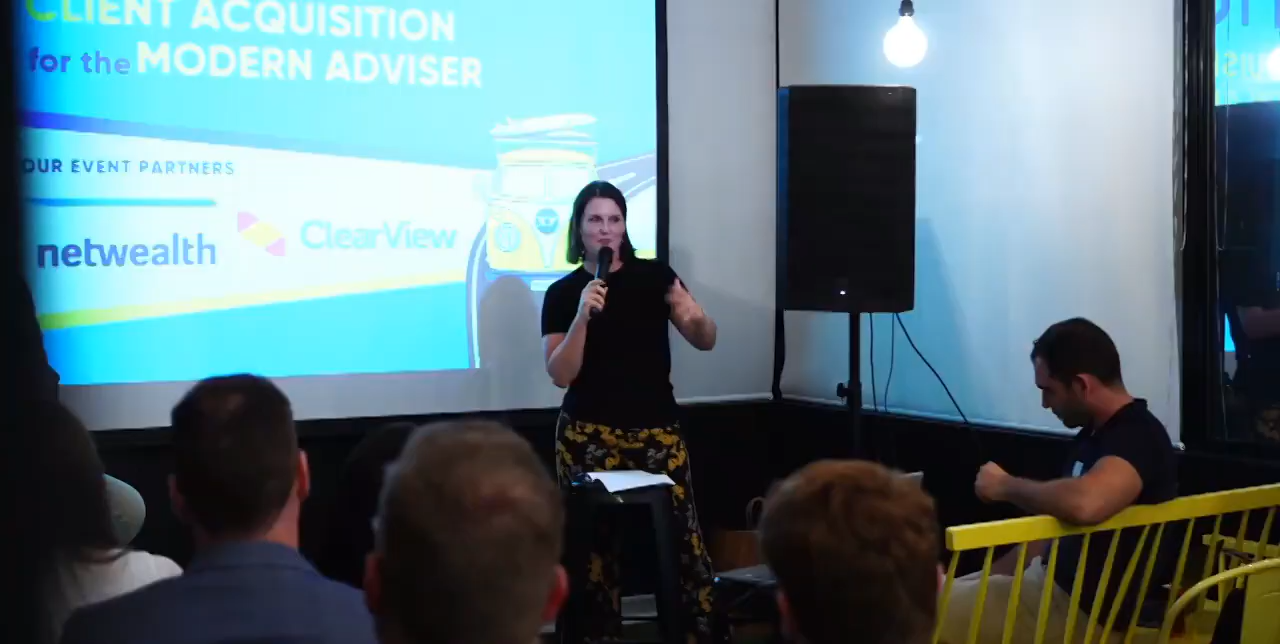 CLIENT ACQUISITION
for the MODERN ADVISER
OUR EVENT PARTNERS
netwealth
ClearView